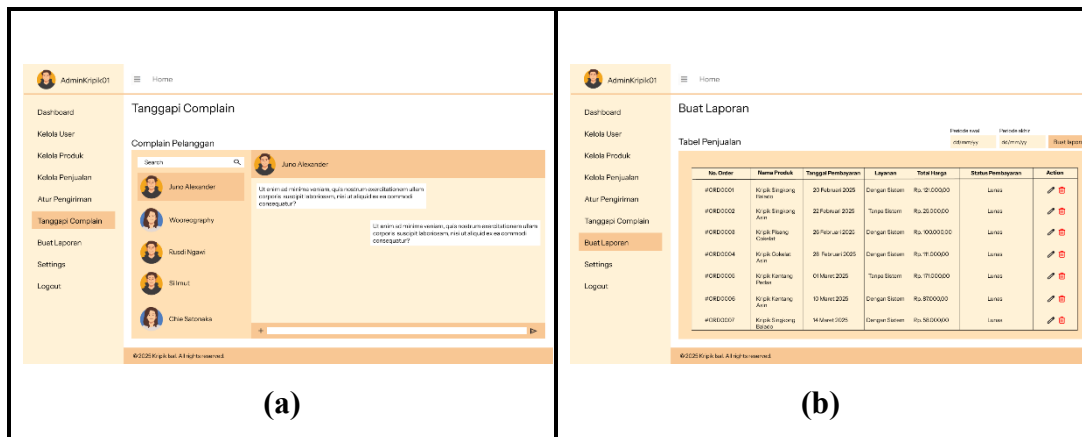 AdminKripik01
Home
Dashboard
Kelola User
Kelola Produk
Kelola Penjualan
Atur Pengiriman
Tanggapi Complain
Buat Laporan
Settings
Logout
Tanggapi Complain
Complain Pelanggan
Search
Juno Alexander
Wooreography
Rusdi Ngawi
Si Imut
Chie Satonaka
Juno Alexander
Ut enim ad minima veniam, quis nostrum exercitationem ullam
corporis suscipit laboriosam, nisi ut aliquid ex ea commodi
consequatur?
Ut enim ad minima veniam, quis nostrum exercitationem ullam
corporis suscipit laboriosam, nisi ut aliquid ex ea commodi
consequatur?
©2025 Kripik Isat. All rights reserved.
(a)
AdminKripik01
Home
Dashboard
Kelola User
Kelola Produk
Kelola Penjualan
Atur Pengiriman
Tanggapi Complain
Buat Laporan
Settings
Logout
Buat Laporan
Periode awal Periode akhir
Tabel Penjualan dd/mm/yy dd/mm/yy Buat lapora
No. Order Nama Produk Tanggal Pembayaran Layanan Total Harga Status Pembayaran Action
#ORD0001 Kripik Singkong Balado 20 Februari 2025 Dengan Sistem Rp. 121.000,00 Lunas
#ORD0002 Kripik Singkong Asin 22 Februari 2025 Tanpa Sistem Rp. 25.000,00 Lunas
#ORD0003 Kripik Pisang Cokelat 25 Februari 2025 Dengan Sistem Rp. 100.000,00 Lunas
#ORD0004 Kripik Cokelat Asin 28 Februari 2025 Dengan Sistem Rp. 111.000,00 Lunas
#ORD0005 Kripik Kentang Pedas 01 Maret 2025 Tanpa Sistem Rp. 171.000,00 Lunas
#ORD0006 Kripik Kentang Asin 13 Maret 2025 Dengan Sistem Rp. 87.000,00 Lunas
#ORD0007 Kripik Singkong Balado 14 Maret 2025 Dengan Sistem Rp. 58.000,00 Lunas
©2025 Kripik Isat. All rights reserved.
(b)